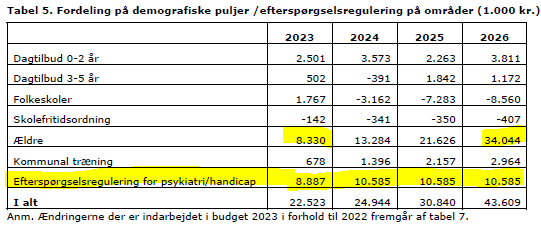 Tabel 5. Fordeling på demografiske puljer /efterspørgselsregulering på områder (1.000 kr.)
2023 2024 2025 2026
Dagtilbud 0-2 år 2.501 3.573 2.263 3.811
Dagtilbud 3-5 år 502 -391 1.842 1.172
Folkeskoler 1.767 -3.162 -7.283 -8.560
Skolefritidsordning -142 -341 -350 -407
Ældre 8.330 13.284 21.626 34.044
Kommunal træning 678 1.396 2.157 2.964
Efterspørgselsregulering for psykiatri/handicap 8.887 10.585 10.585 10.585
I alt 22.523 24.944 30.840 43.609
Anm. Ændringerne der er indarbejdet i budget 2023 i forhold til 2022 fremgår af tabel 7.